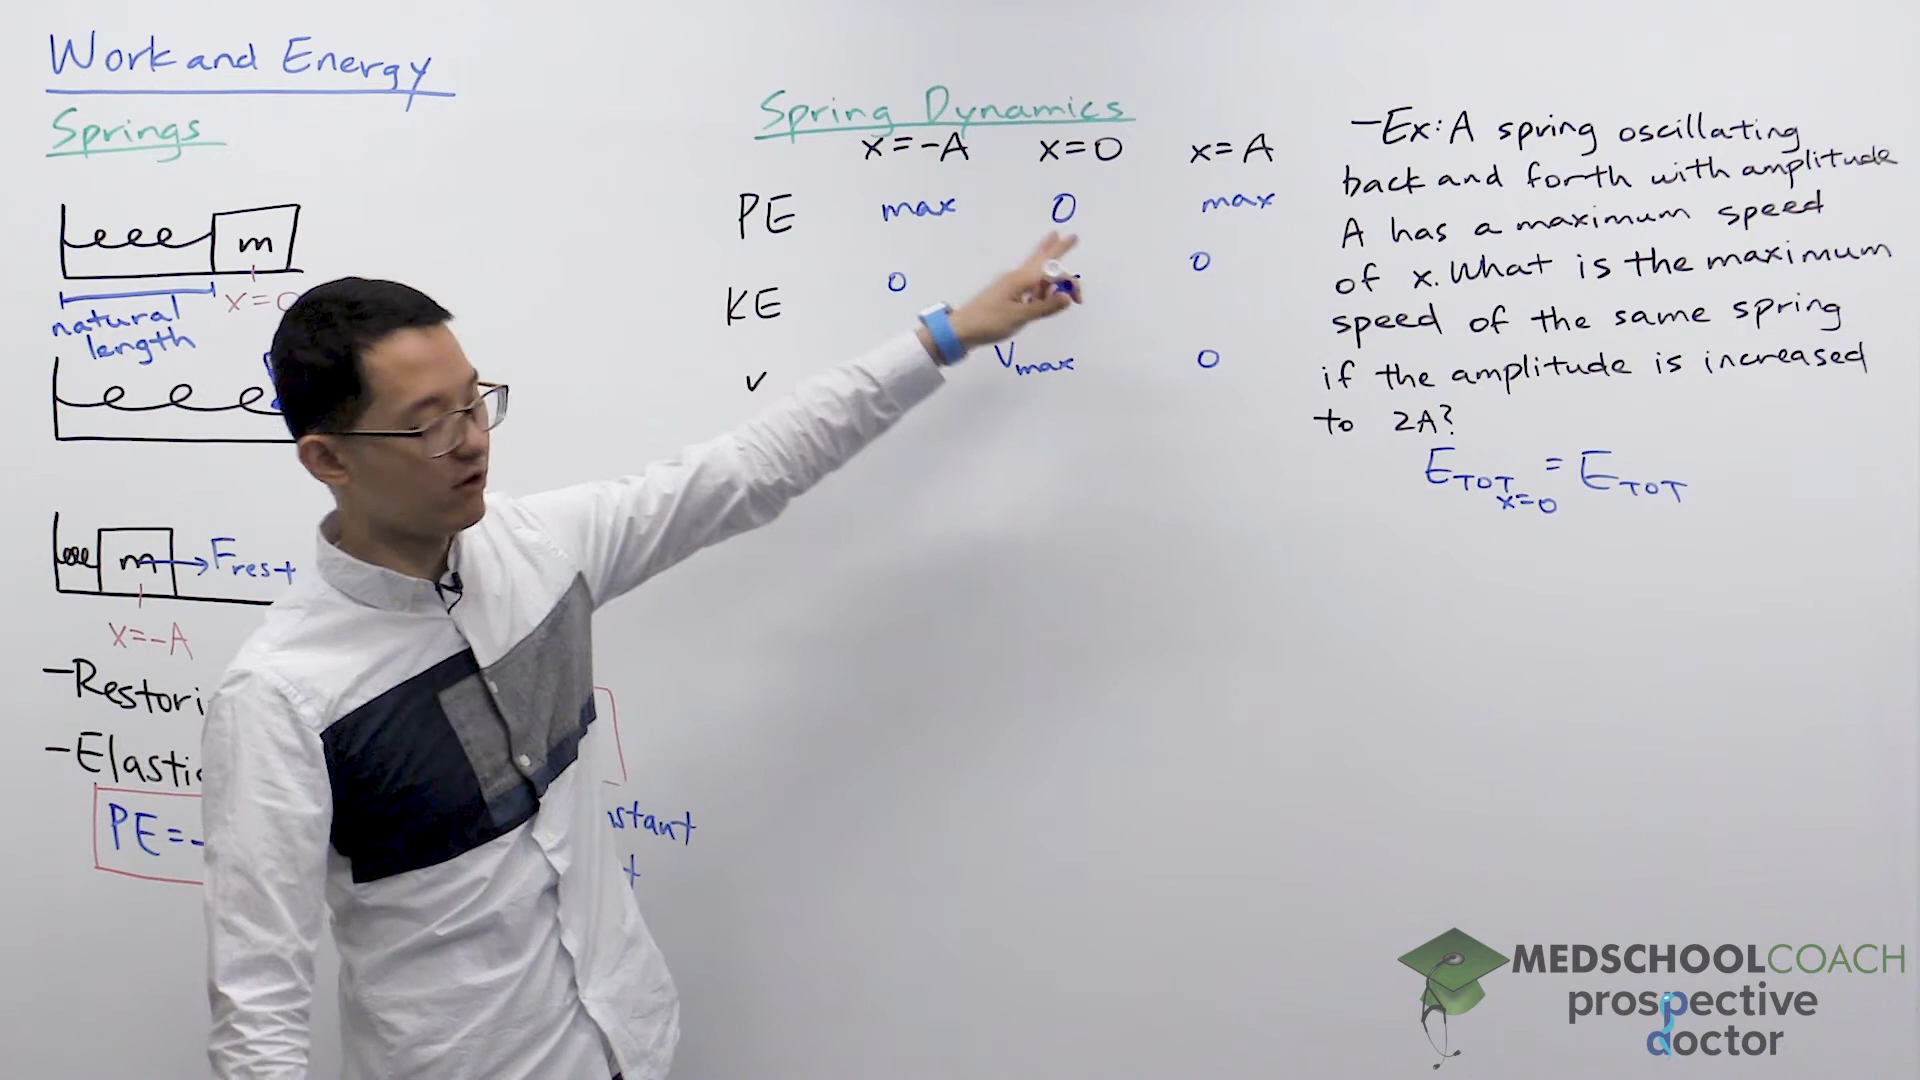 Work and Energy
Springs
m
x=0
natural
length
m
Frest
x=-A
-Restori
-Elastic
PE=-
stant
t
Spring Dynamics
x=-A x=0 x=A
PE max 0 max
KE 0 0
v Vmax 0
-Ex: A spring oscillating
back and forth with amplitude
A has a maximum speed
of x. What is the maximum
speed of the same spring
if the amplitude is increased
to 2A?
ETOT x=0 = ETOT
MEDSCHOOLCOACH
prospective
doctor